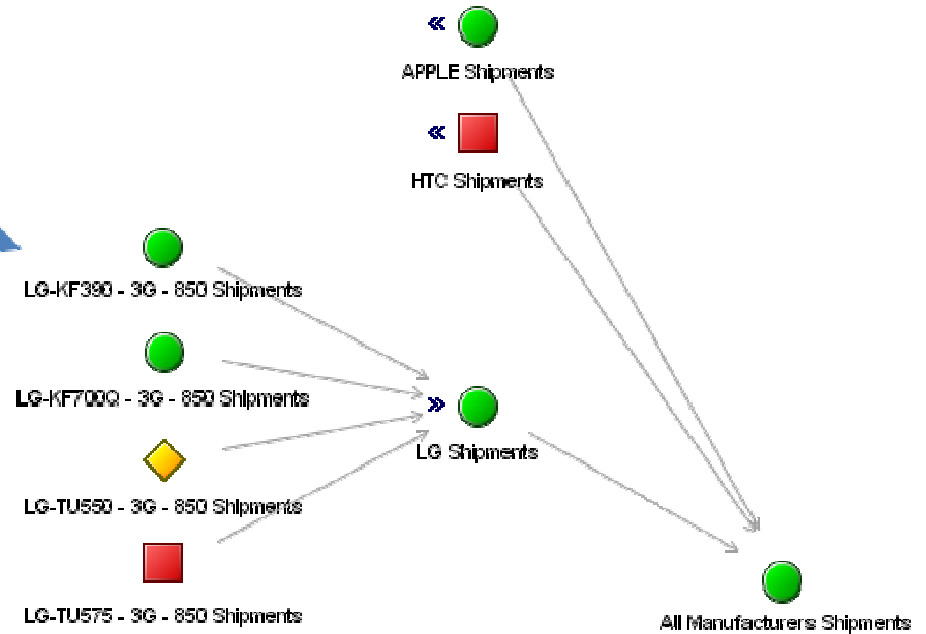 «
APPLE Shipments
«
HTC Shipments
LG-KF390 - 3G - 850 Shipments
LG-KF700Q - 3G - 850 Shipments
»
LG Shipments
LG-TU550 - 3G - 850 Shipments
LG-TU575 - 3G - 850 Shipments
All Manufacturers Shipments